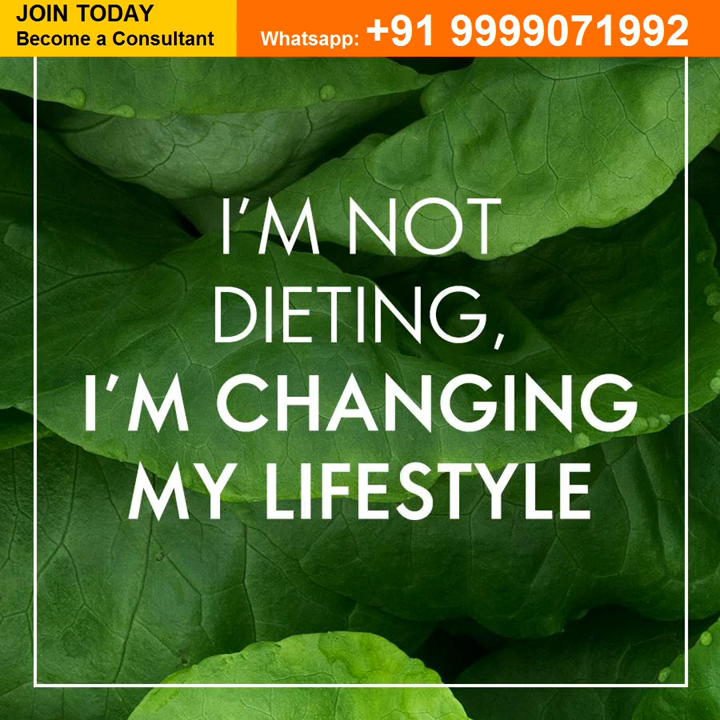 JOIN TODAY
Become a Consultant
Whatsapp: +91 9999071992
I'M NOT
DIETING,
I'M CHANGING
MY LIFESTYLE